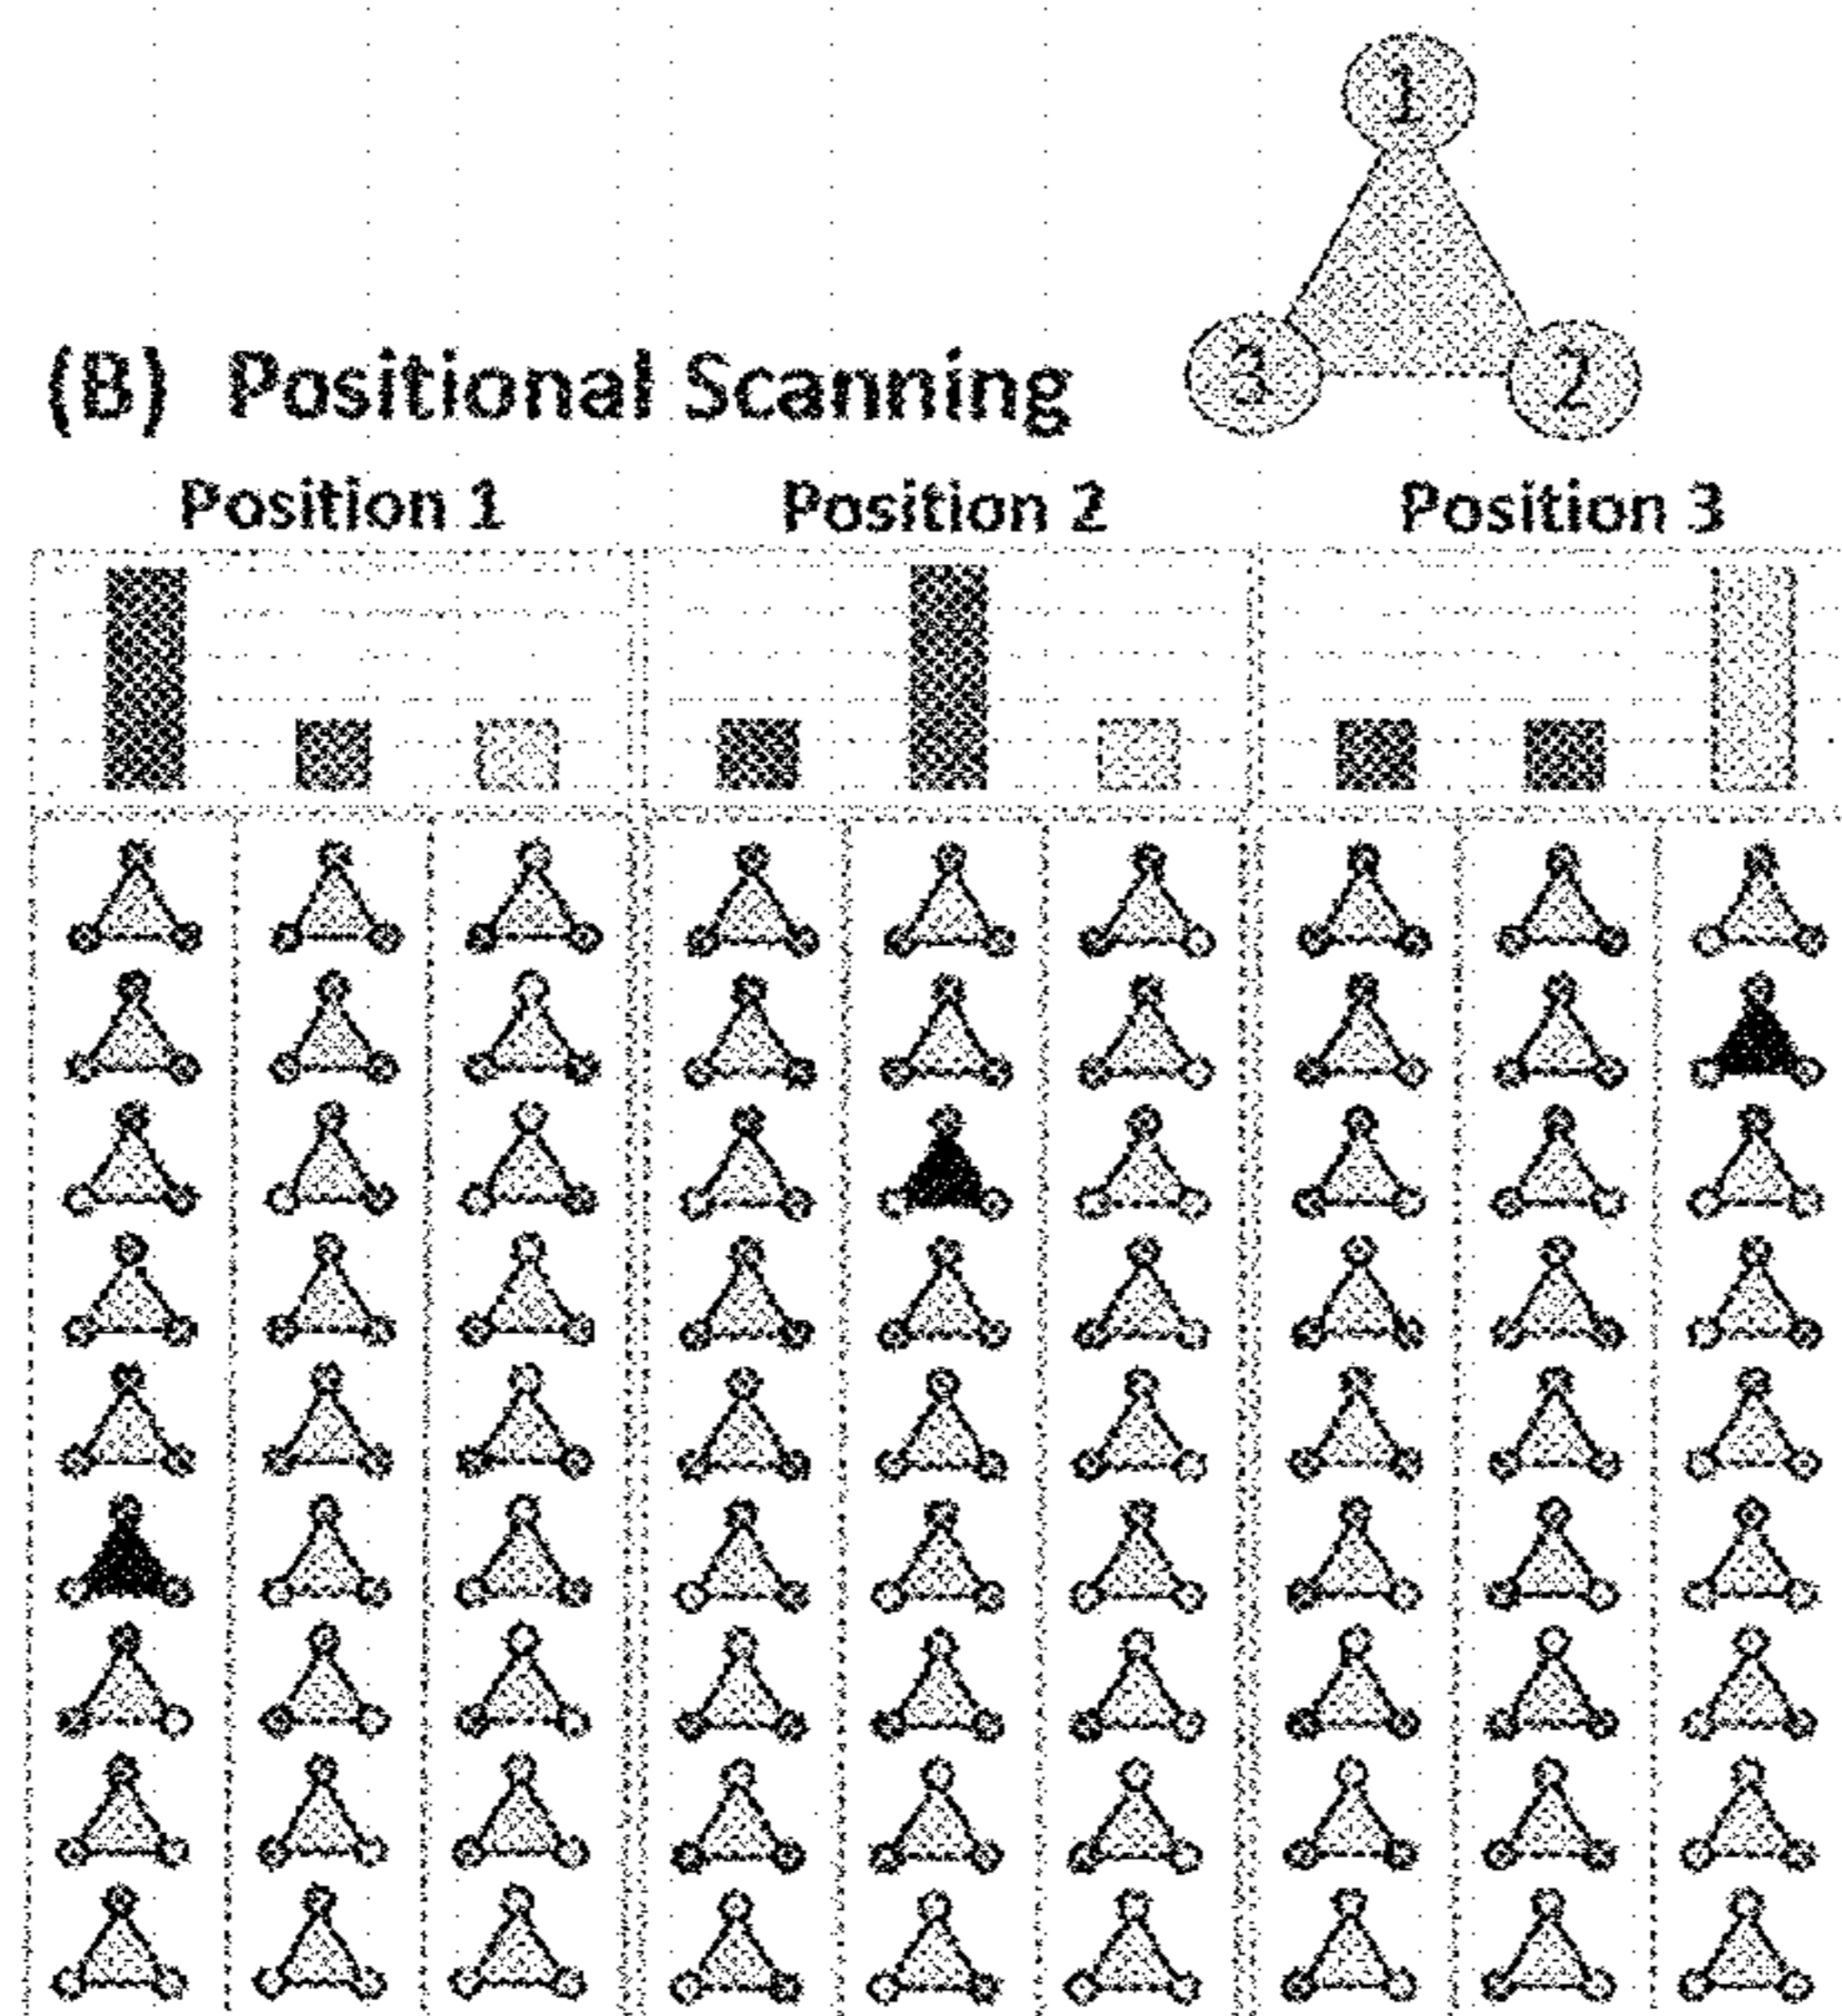 1
(B) Positional Scanning
3
2
Position 1
Position 2
Position 3